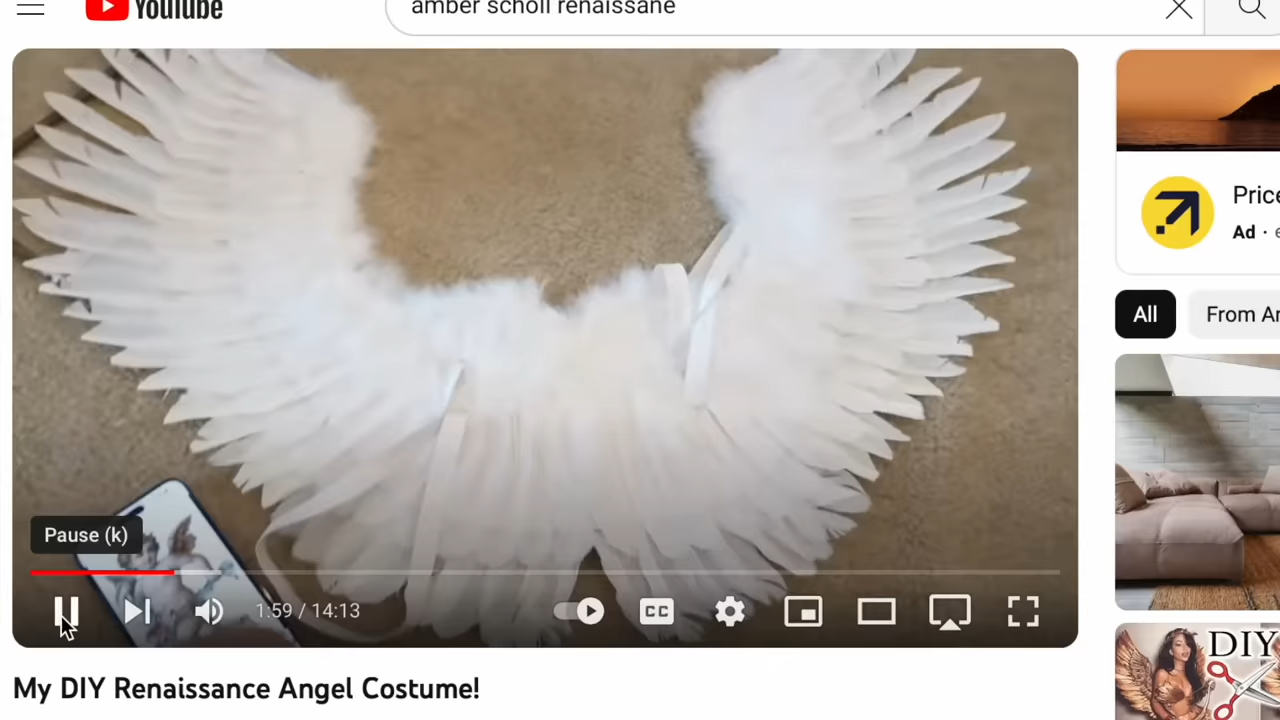 YouTube
amber scholl renaissane
Pause (k)
1:59 / 14:13
CC
My DIY Renaissance Angel Costume!
Price
Ad ·
All
From Ar
DIY